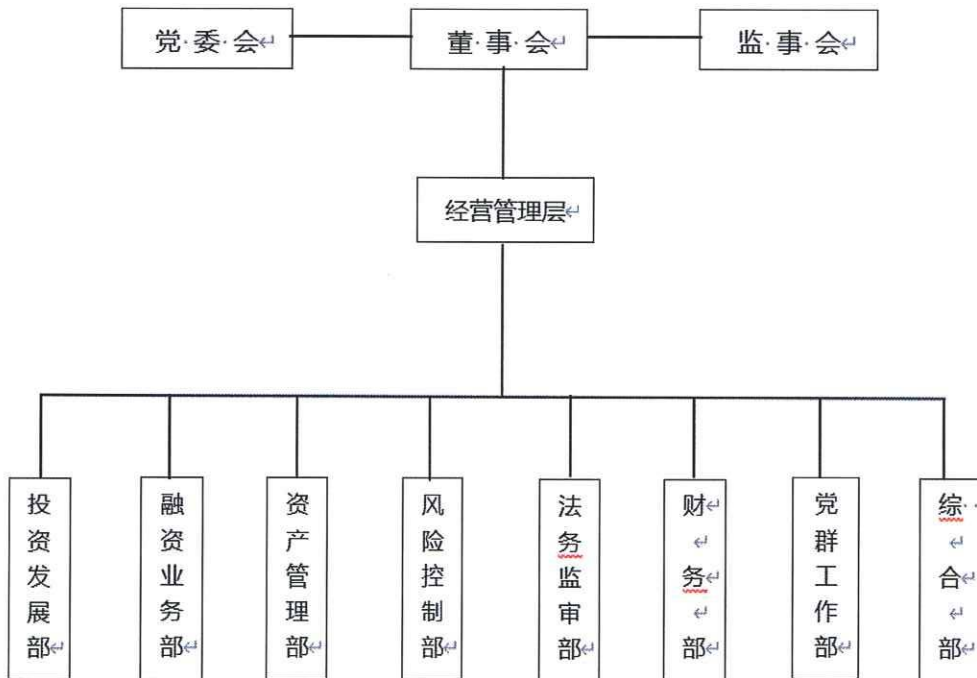 党·委·会↵
董·事·会↵
监·事·会↵
经营管理层↵
投资发展部↵
融资业务部↵
资产管理部↵
风险控制部↵
法务监审部↵
财↵
↵
务↵
↵
部↵
党群工作部↵
综··
↵
合↵
↵
部↵